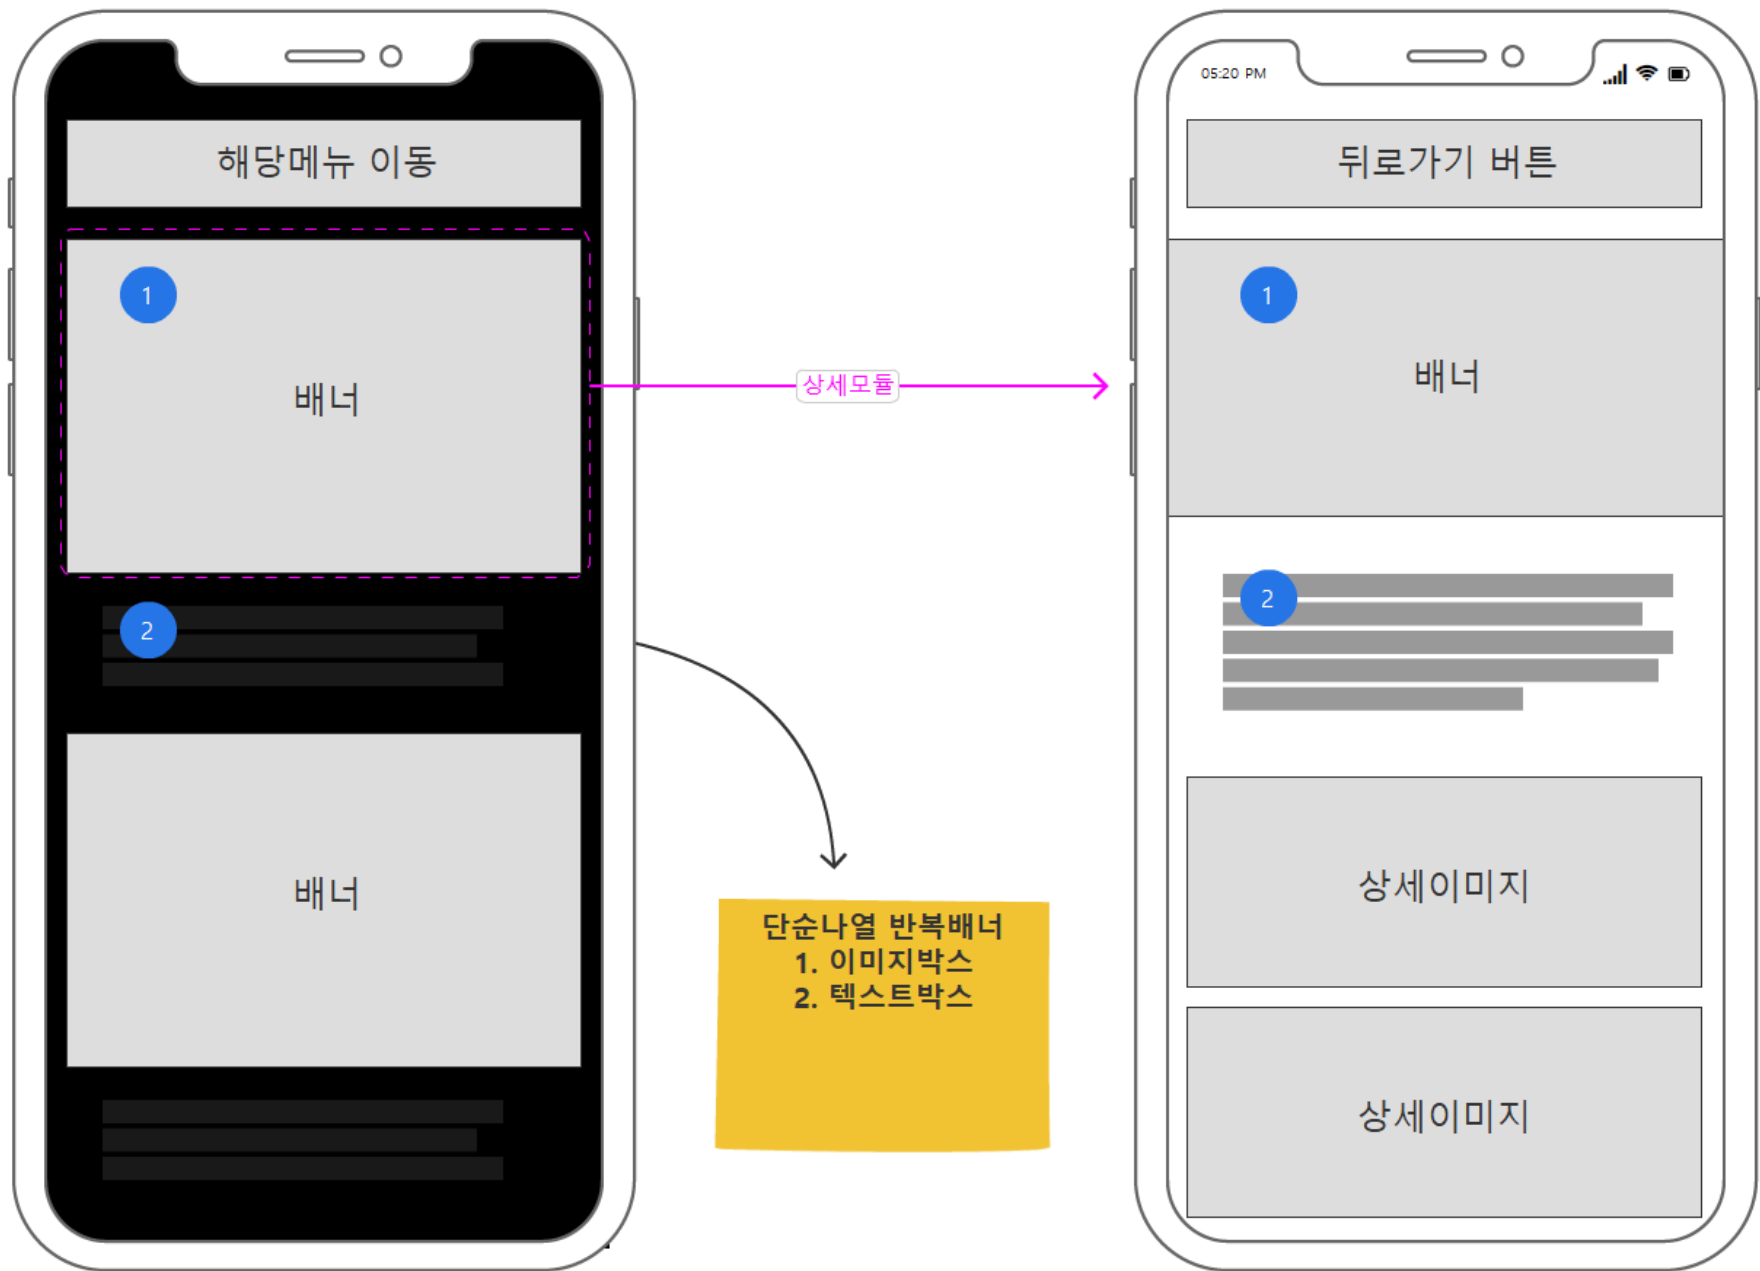 해당메뉴 이동
1
배너
2
배너
상세모듈
단순나열 반복배너
1. 이미지박스
2. 텍스트박스
05:20 PM
뒤로가기 버튼
1
배너
2
상세이미지
상세이미지